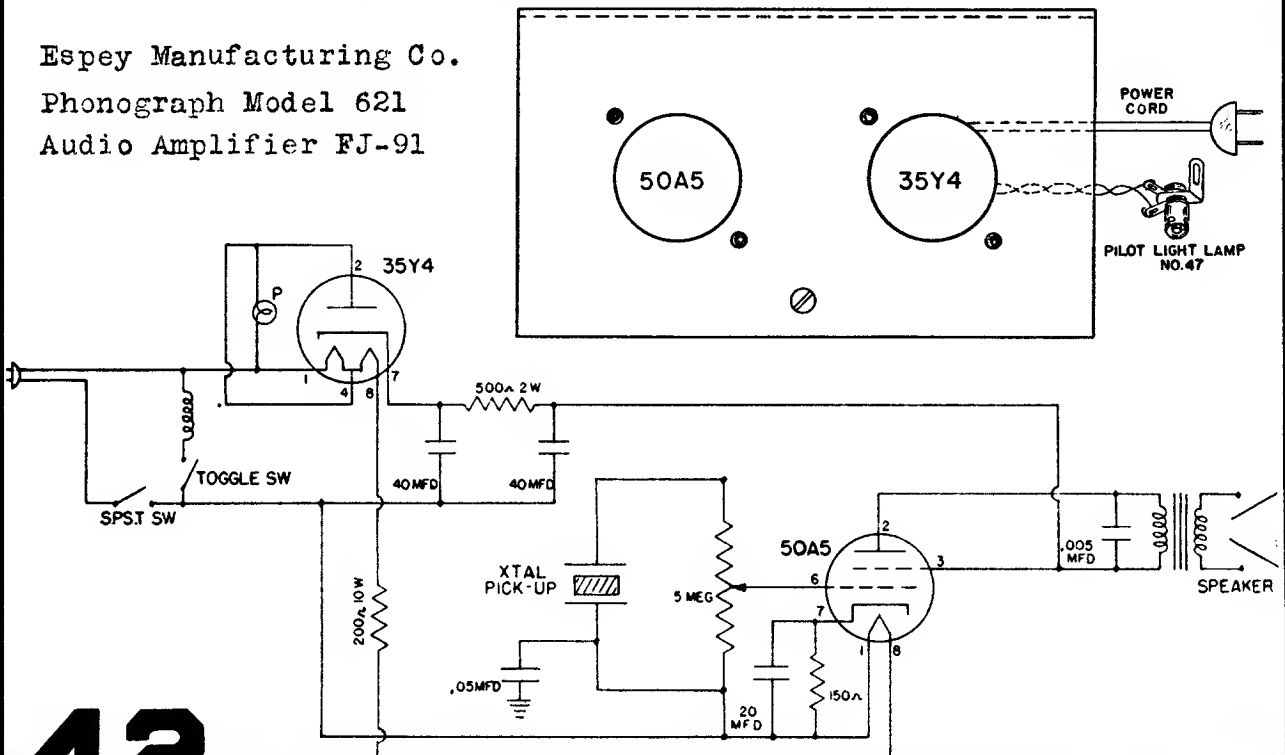 Espey Manufacturing Co.
Phonograph Model 621
Audio Amplifier FJ-91
POWER
CORD
50A5
35Y4
PILOT LIGHT LAMP
NO.47
2
35Y4
P
1
4
8
7
500Ω 2W
TOGGLE SW
SPS.T SW
40MFD
40MFD
200Ω 10W
XTAL
PICK-UP
5 MEG
.05MFD
50A5
2
3
6
7
1
8
20
MFD
150Ω
.005
MFD
SPEAKER